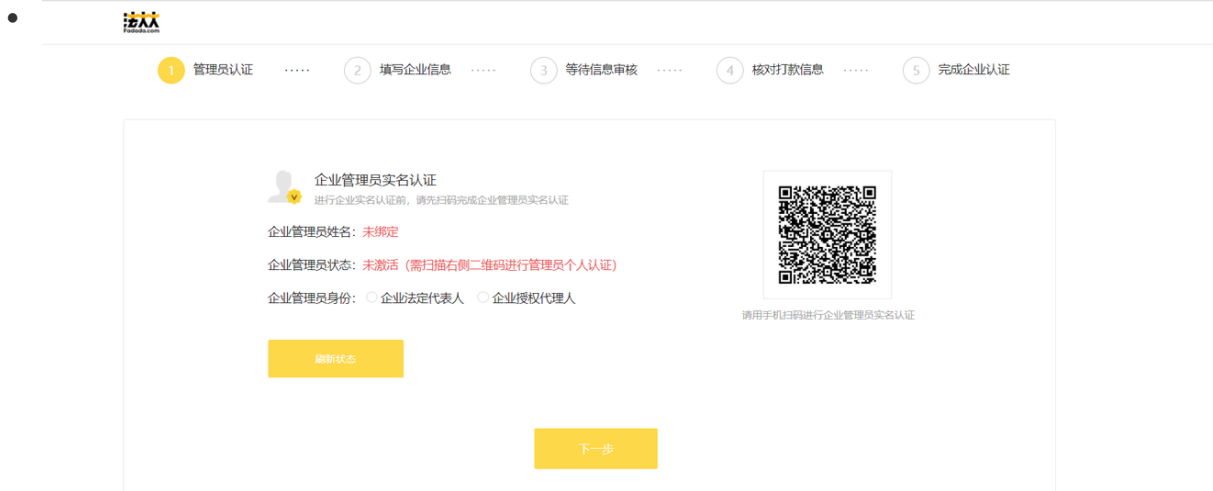 法大大
Fadada.com
1 管理员认证 ····· 2 填写企业信息 ····· 3 等待信息审核 ····· 4 核对打款信息 ····· 5 完成企业认证
企业管理员实名认证
进行企业实名认证前，请先扫码完成企业管理员实名认证
企业管理员姓名：未绑定
企业管理员状态：未激活（需扫描右侧二维码进行管理员个人认证）
企业管理员身份： 企业法定代表人 企业授权代理人
请用手机扫码进行企业管理员实名认证
刷新状态
下一步